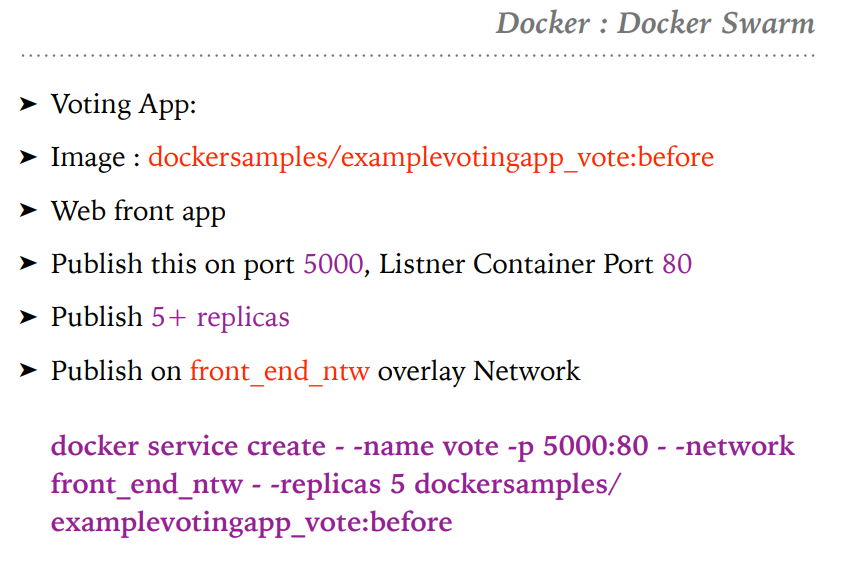 Docker : Docker Swarm
➤ Voting App:
➤ Image : dockersamples/examplevotingapp_vote:before
➤ Web front app
➤ Publish this on port 5000, Listner Container Port 80
➤ Publish 5+ replicas
➤ Publish on front_end_ntw overlay Network
docker service create - -name vote -p 5000:80 - -network
front_end_ntw - -replicas 5 dockersamples/
examplevotingapp_vote:before